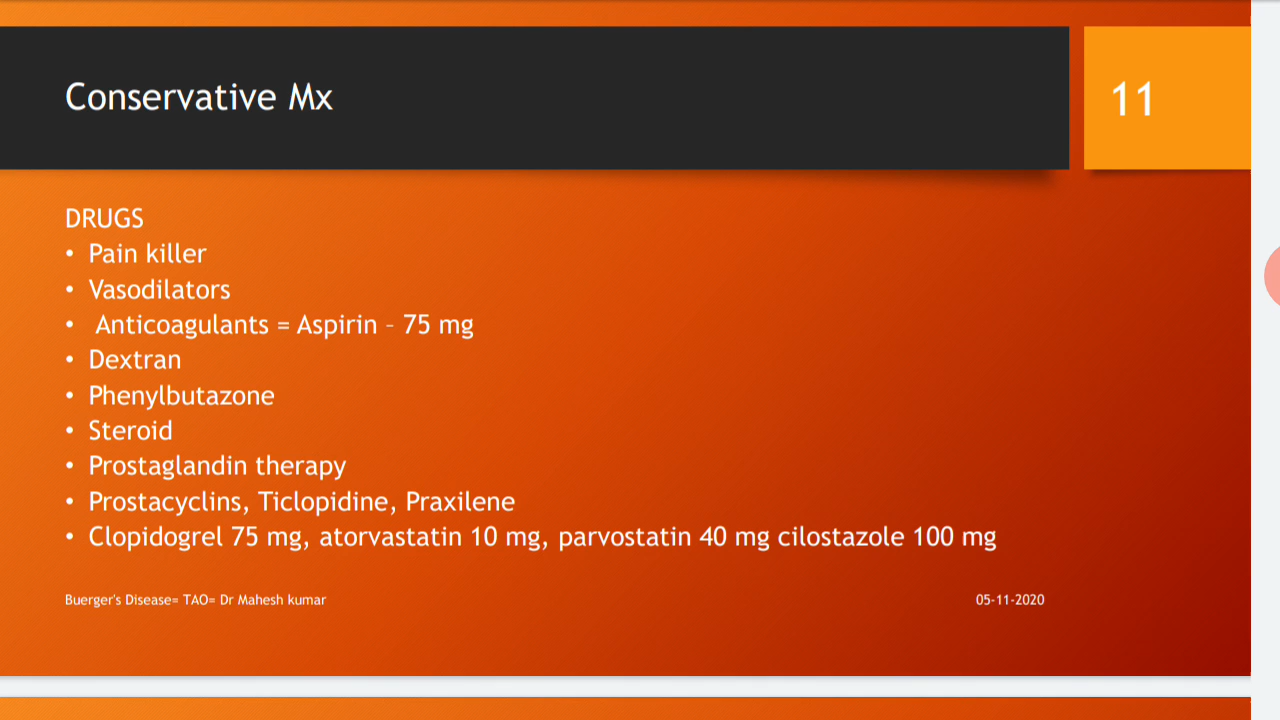 Conservative Mx
11
DRUGS
• Pain killer
• Vasodilators
• Anticoagulants = Aspirin – 75 mg
• Dextran
• Phenylbutazone
• Steroid
• Prostaglandin therapy
• Prostacyclins, Ticlopidine, Praxilene
• Clopidogrel 75 mg, atorvastatin 10 mg, parvostatin 40 mg cilostazole 100 mg
Buerger's Disease= TAO= Dr Mahesh kumar
05-11-2020